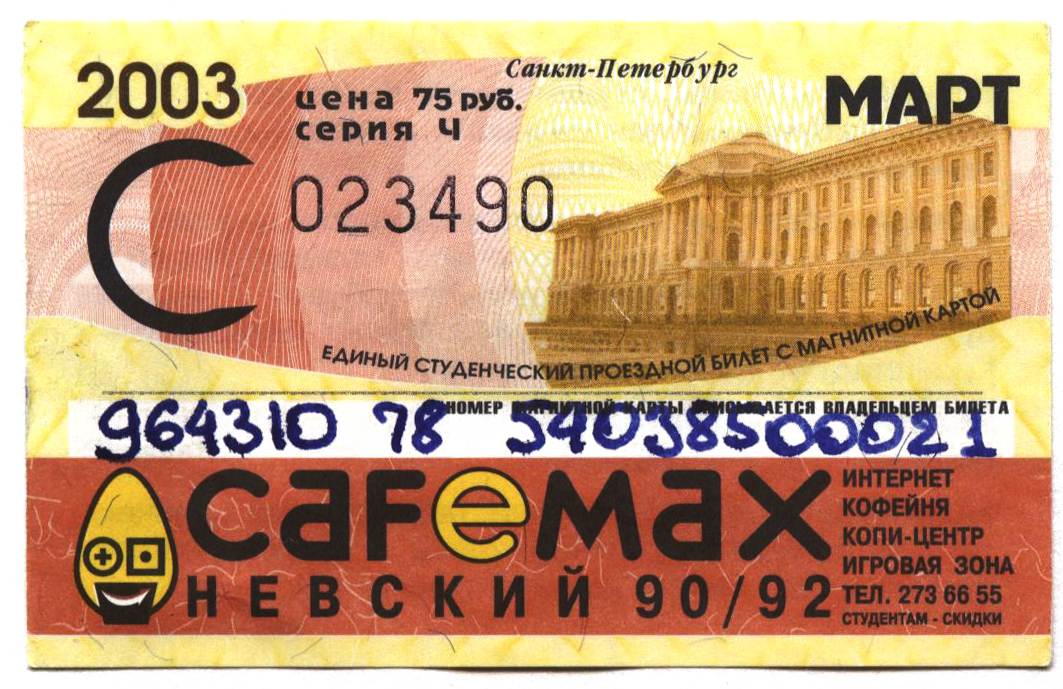 Санкт-Петербург
2003
цена 75 руб.
серия Ч
МАРТ
С
023490
ЕДИНЫЙ СТУДЕНЧЕСКИЙ ПРОЕЗДНОЙ БИЛЕТ С МАГНИТНОЙ КАРТОЙ
НОМЕР МАГНИТНОЙ КАРТЫ ВПИСЫВАЕТСЯ ВЛАДЕЛЬЦЕМ БИЛЕТА
964310 78 54038500021
cafemax
НЕВСКИЙ 90/92
ИНТЕРНЕТ
КОФЕЙНЯ
КОПИ-ЦЕНТР
ИГРОВАЯ ЗОНА
ТЕЛ. 273 66 55
СТУДЕНТАМ - СКИДКИ